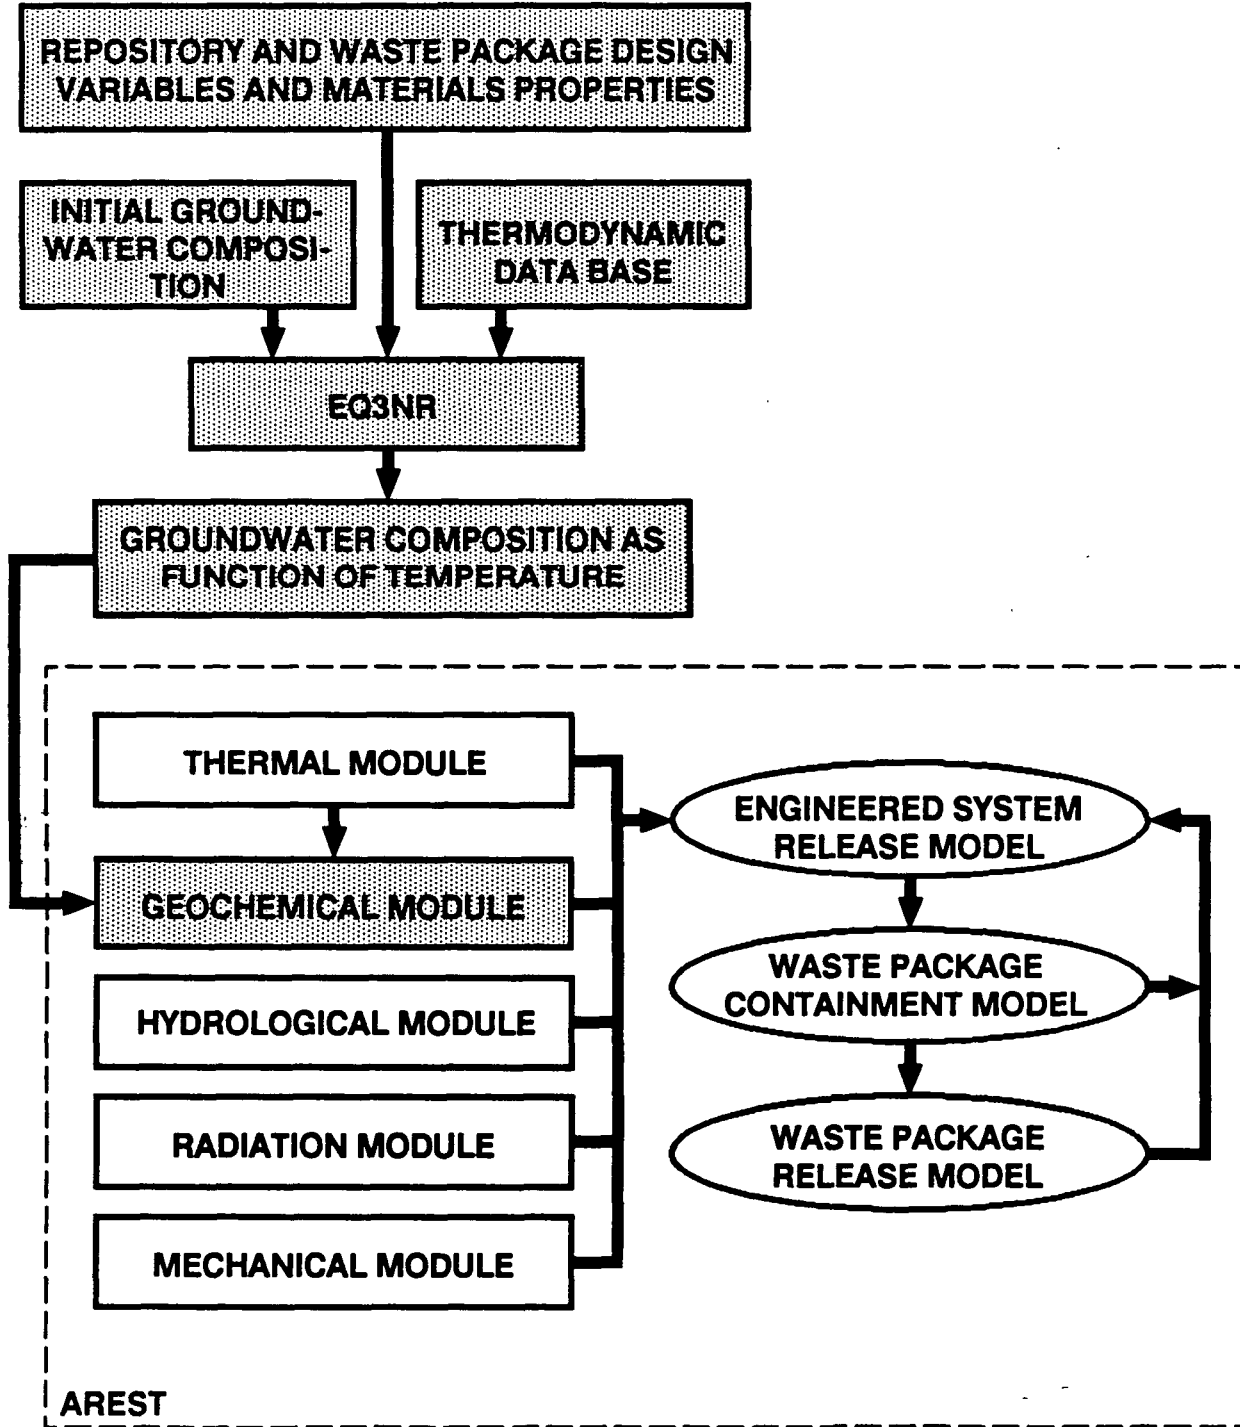 REPOSITORY AND WASTE PACKAGE DESIGN
VARIABLES AND MATERIALS PROPERTIES
INITIAL GROUND-
WATER COMPOSI-
TION
THERMODYNAMIC
DATA BASE
EQ3NR
GROUNDWATER COMPOSITION AS
FUNCTION OF TEMPERATURE
THERMAL MODULE
GEOCHEMICAL MODULE
HYDROLOGICAL MODULE
RADIATION MODULE
MECHANICAL MODULE
ENGINEERED SYSTEM
RELEASE MODEL
WASTE PACKAGE
CONTAINMENT MODEL
WASTE PACKAGE
RELEASE MODEL
AREST